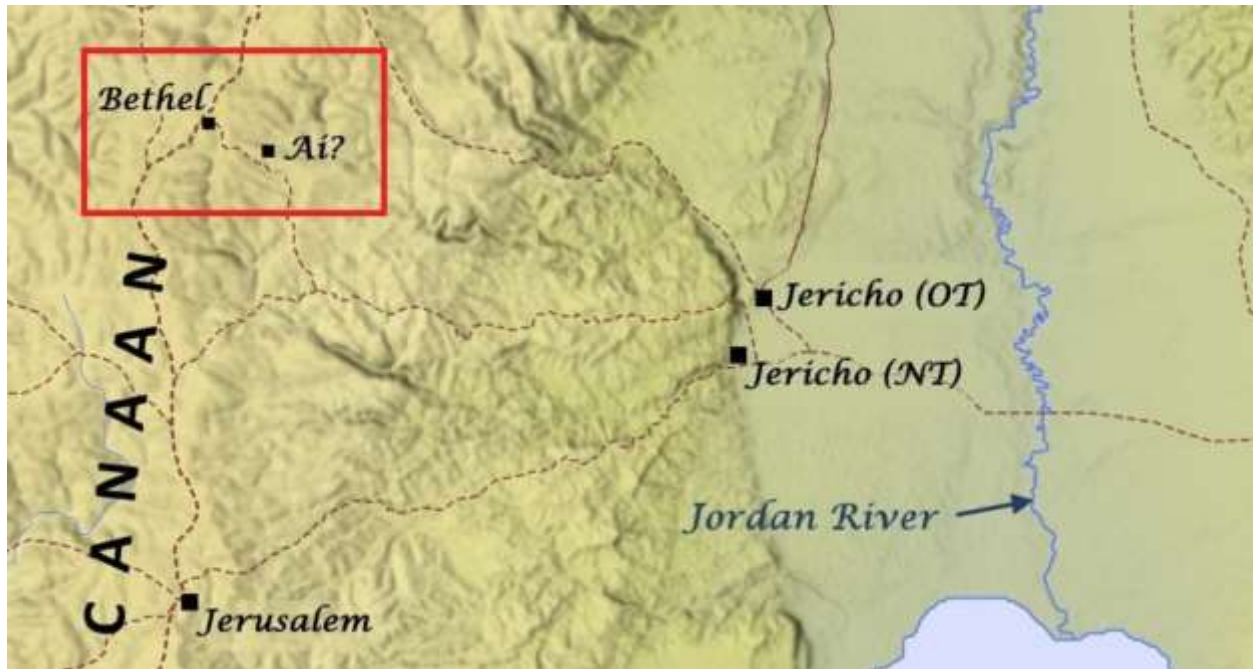 Bethel
Ai?
CANAAN
Jericho (OT)
Jericho (NT)
Jordan River
Jerusalem